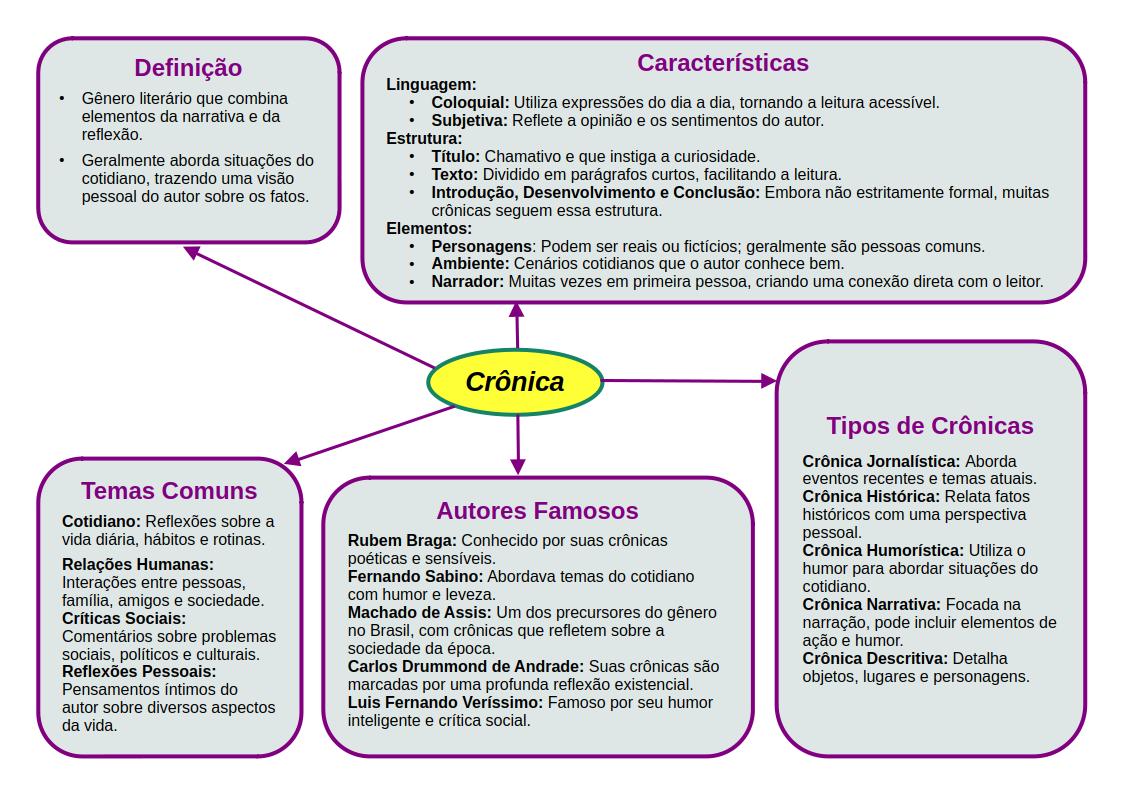 Definição
• Gênero literário que combina
elementos da narrativa e da
reflexão.
• Geralmente aborda situações do
cotidiano, trazendo uma visão
pessoal do autor sobre os fatos.
Características
Linguagem:
• Coloquial: Utiliza expressões do dia a dia, tornando a leitura acessível.
• Subjetiva: Reflete a opinião e os sentimentos do autor.
Estrutura:
• Título: Chamativo e que instiga a curiosidade.
• Texto: Dividido em parágrafos curtos, facilitando a leitura.
• Introdução, Desenvolvimento e Conclusão: Embora não estritamente formal, muitas
crônicas seguem essa estrutura.
Elementos:
• Personagens: Podem ser reais ou fictícios; geralmente são pessoas comuns.
• Ambiente: Cenários cotidianos que o autor conhece bem.
• Narrador: Muitas vezes em primeira pessoa, criando uma conexão direta com o leitor.
Crônica
Temas Comuns
Cotidiano: Reflexões sobre a
vida diária, hábitos e rotinas.
Relações Humanas:
Interações entre pessoas,
família, amigos e sociedade.
Críticas Sociais:
Comentários sobre problemas
sociais, políticos e culturais.
Reflexões Pessoais:
Pensamentos íntimos do
autor sobre diversos aspectos
da vida.
Autores Famosos
Rubem Braga: Conhecido por suas crônicas
poéticas e sensíveis.
Fernando Sabino: Abordava temas do cotidiano
com humor e leveza.
Machado de Assis: Um dos precursores do gênero
no Brasil, com crônicas que refletem sobre a
sociedade da época.
Carlos Drummond de Andrade: Suas crônicas são
marcadas por uma profunda reflexão existencial.
Luis Fernando Veríssimo: Famoso por seu humor
inteligente e crítica social.
Tipos de Crônicas
Crônica Jornalística: Aborda
eventos recentes e temas atuais.
Crônica Histórica: Relata fatos
históricos com uma perspectiva
pessoal.
Crônica Humorística: Utiliza o
humor para abordar situações do
cotidiano.
Crônica Narrativa: Focada na
narração, pode incluir elementos de
ação e humor.
Crônica Descritiva: Detalha
objetos, lugares e personagens.